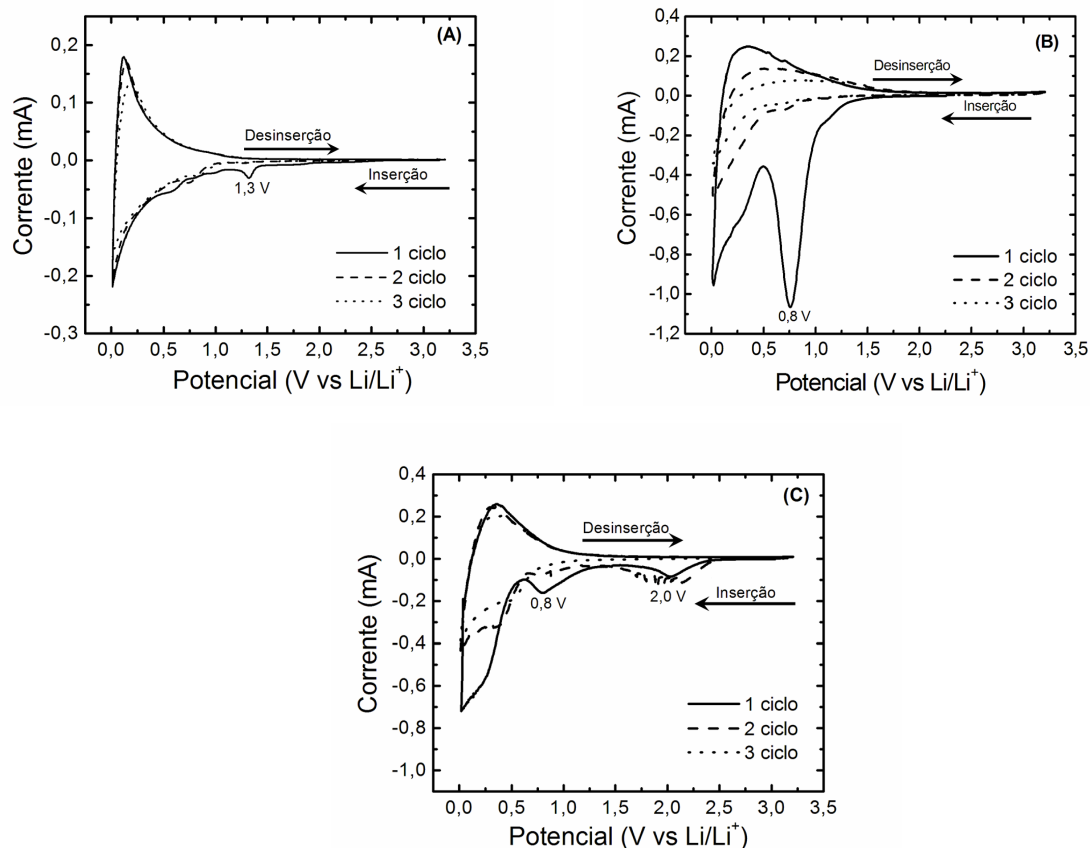 (A)
0,2
0,1
0,0
-0,1
-0,2
-0,3
Corrente (mA)
Desinserção
Inserção
1,3 V
1 ciclo
2 ciclo
3 ciclo
0,0 0,5 1,0 1,5 2,0 2,5 3,0 3,5
Potencial (V vs Li/Li⁺)
(B)
0,4
0,2
0,0
-0,2
-0,4
-0,6
-0,8
-1,0
-1,2
Corrente (mA)
Desinserção
Inserção
0,8 V
1 ciclo
2 ciclo
3 ciclo
0,0 0,5 1,0 1,5 2,0 2,5 3,0 3,5
Potencial (V vs Li/Li⁺)
(C)
0,4
0,2
0,0
-0,2
-0,4
-0,6
-0,8
-1,0
Corrente (mA)
Desinserção
Inserção
0,8 V
2,0 V
1 ciclo
2 ciclo
3 ciclo
0,0 0,5 1,0 1,5 2,0 2,5 3,0 3,5
Potencial (V vs Li/Li⁺)